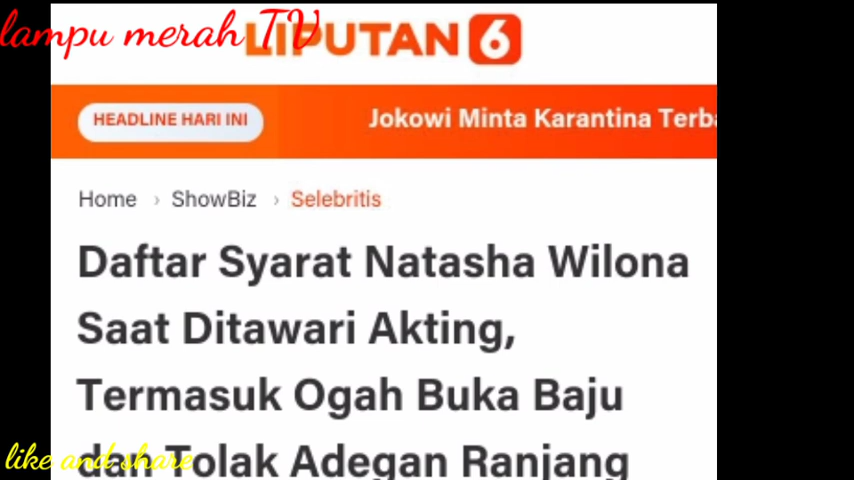 lampu merah TV
LIPUTAN 6
HEADLINE HARI INI
Jokowi Minta Karantina Terba
Home › ShowBiz › Selebritis
Daftar Syarat Natasha Wilona
Saat Ditawari Akting,
Termasuk Ogah Buka Baju
dan Tolak Adegan Ranjang
like and share